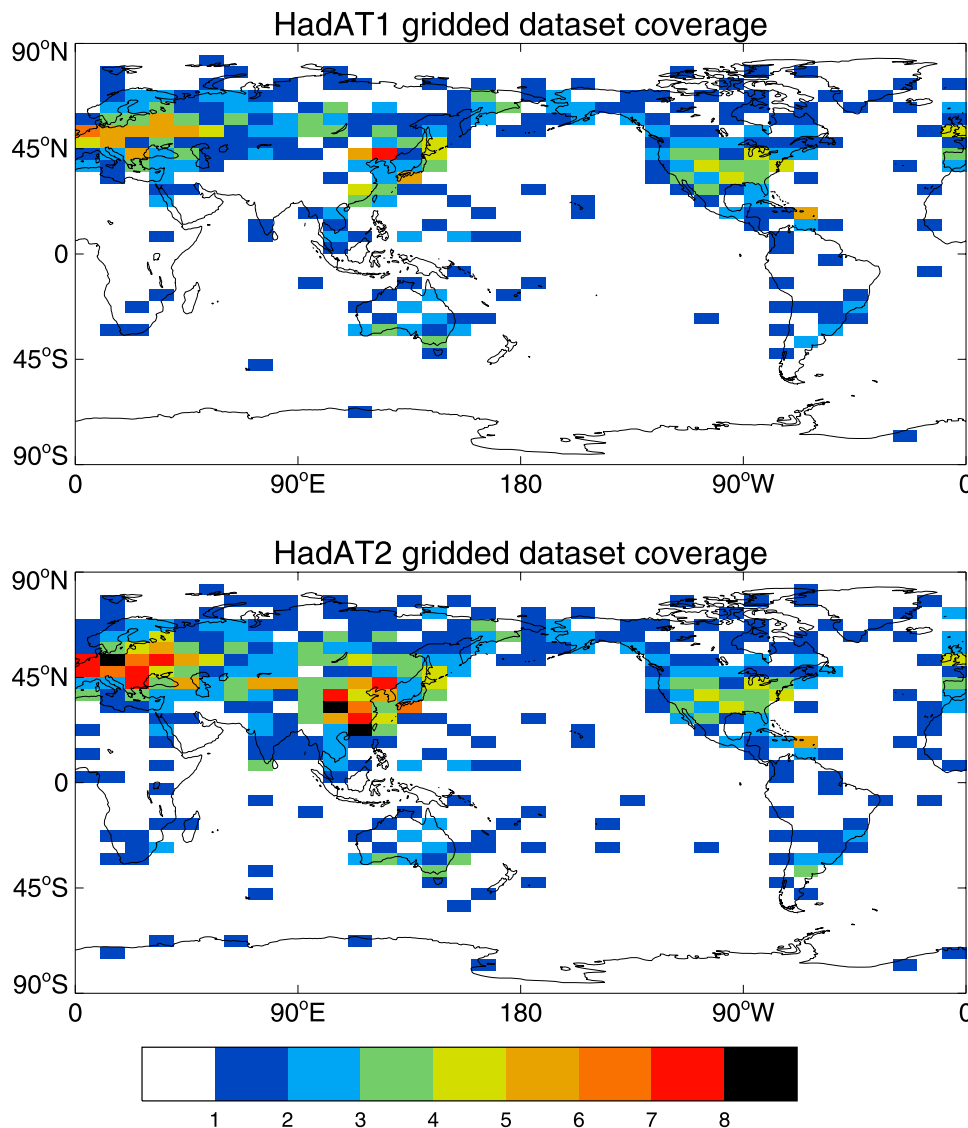 HadAT1 gridded dataset coverage
90°N
45°N
0
45°S
90°S
0 90°E 180 90°W 0
HadAT2 gridded dataset coverage
90°N
45°N
0
45°S
90°S
0 90°E 180 90°W 0
1 2 3 4 5 6 7 8